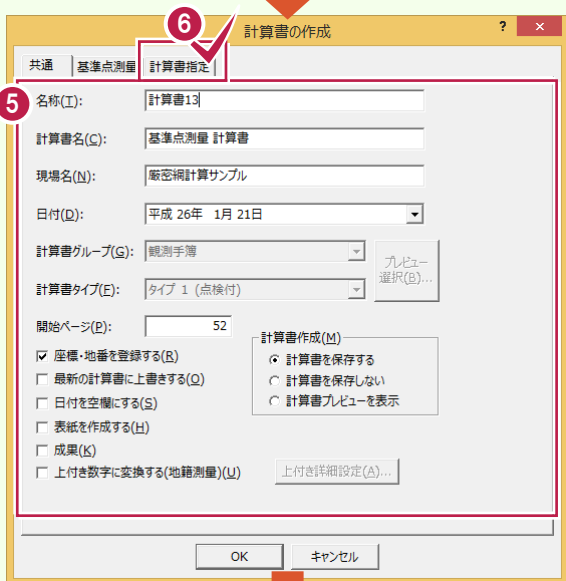 6
計算書の作成 ? ×
共通 基準点測量 計算書指定
5
名称(T): 計算書13
計算書名(C): 基準点測量 計算書
現場名(N): 厳密網計算サンプル
日付(D): 平成 26年 1月 21日
計算書グループ(G): 観測手簿
プレビュー
選択(B)...
計算書タイプ(E): タイプ 1 (点検付)
開始ページ(P): 52
計算書作成(M)
座標・地番を登録する(R) 計算書を保存する
最新の計算書に上書きする(O) 計算書を保存しない
日付を空欄にする(S) 計算書プレビューを表示
表紙を作成する(H)
成果(K)
上付き数字に変換する(地籍測量)(U) 上付き詳細設定(A)...
OK キャンセル